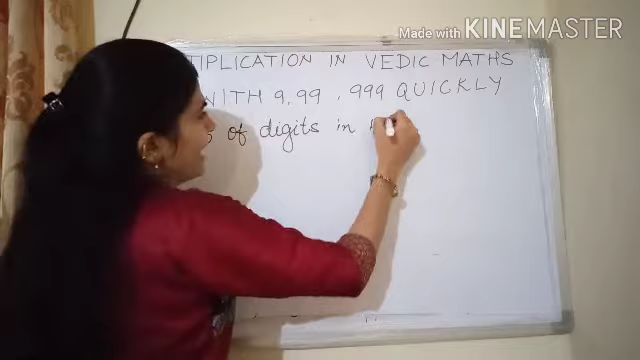 Made with KINEMASTER
TIPLICATION IN VEDIC MATHS
WITH 9, 99, 999 QUICKLY
of digits in